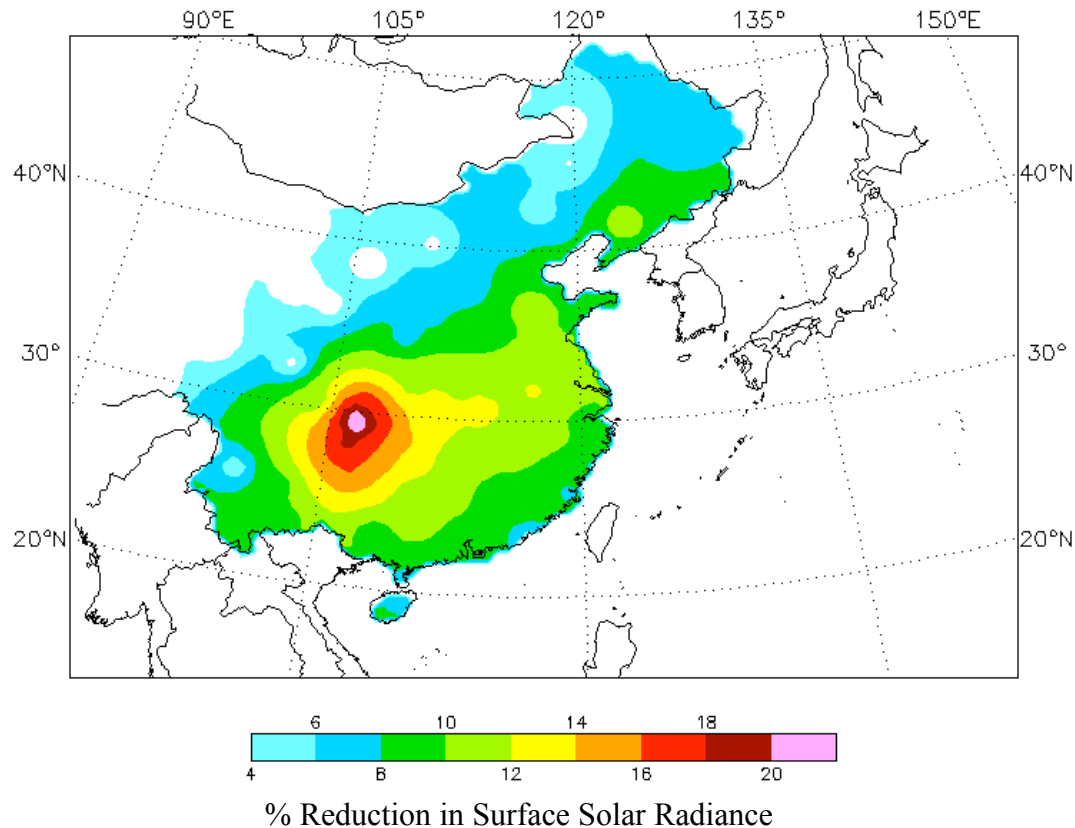 90°E 105° 120° 135° 150°E
40°N 40°N
30° 30°
20°N 20°N
6 10 14 18
4 8 12 16 20
% Reduction in Surface Solar Radiance